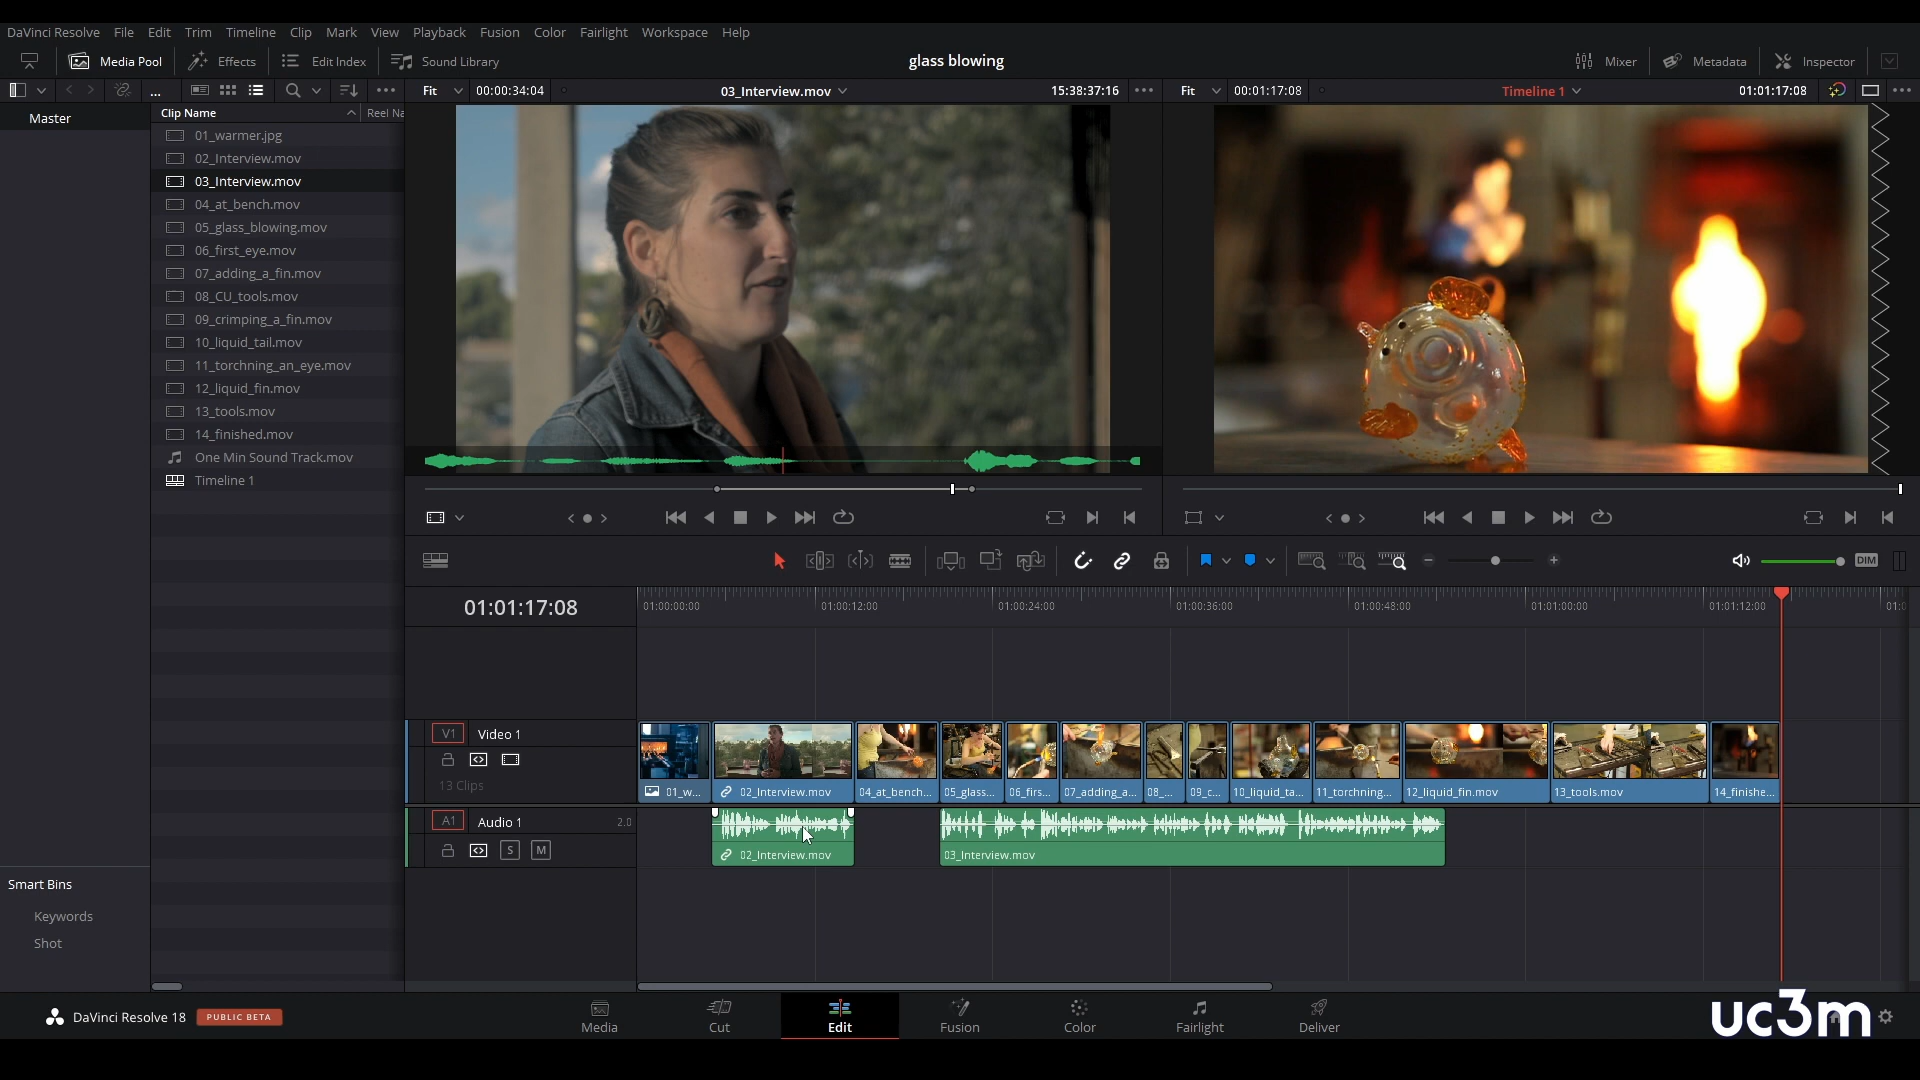 DaVinci Resolve File Edit Trim Timeline Clip Mark View Playback Fusion Color Fairlight Workspace Help
Media Pool Effects Edit Index Sound Library glass blowing Mixer Metadata Inspector
... Fit 00:00:34:04 03_Interview.mov 15:38:37:16 Fit 00:01:17:08 Timeline 1 01:01:17:08
Master
Clip Name Reel Na
01_warmer.jpg
02_Interview.mov
03_Interview.mov
04_at_bench.mov
05_glass_blowing.mov
06_first_eye.mov
07_adding_a_fin.mov
08_CU_tools.mov
09_crimping_a_fin.mov
10_liquid_tail.mov
11_torchning_an_eye.mov
12_liquid_fin.mov
13_tools.mov
14_finished.mov
One Min Sound Track.mov
Timeline 1
DIM
01:01:17:08
01:00:00:00 01:00:12:00 01:00:24:00 01:00:36:00 01:00:48:00 01:01:00:00 01:01:12:00 01:0
V1 Video 1
13 Clips
01_w... 02_Interview.mov 04_at_bench... 05_glass... 06_firs... 07_adding_a... 08_... 09_c... 10_liquid_ta... 11_torchning... 12_liquid_fin.mov 13_tools.mov 14_finishe...
A1 Audio 1 2.0
S M
02_Interview.mov 03_Interview.mov
Smart Bins
Keywords
Shot
DaVinci Resolve 18 PUBLIC BETA
Media Cut Edit Fusion Color Fairlight Deliver
uc3m